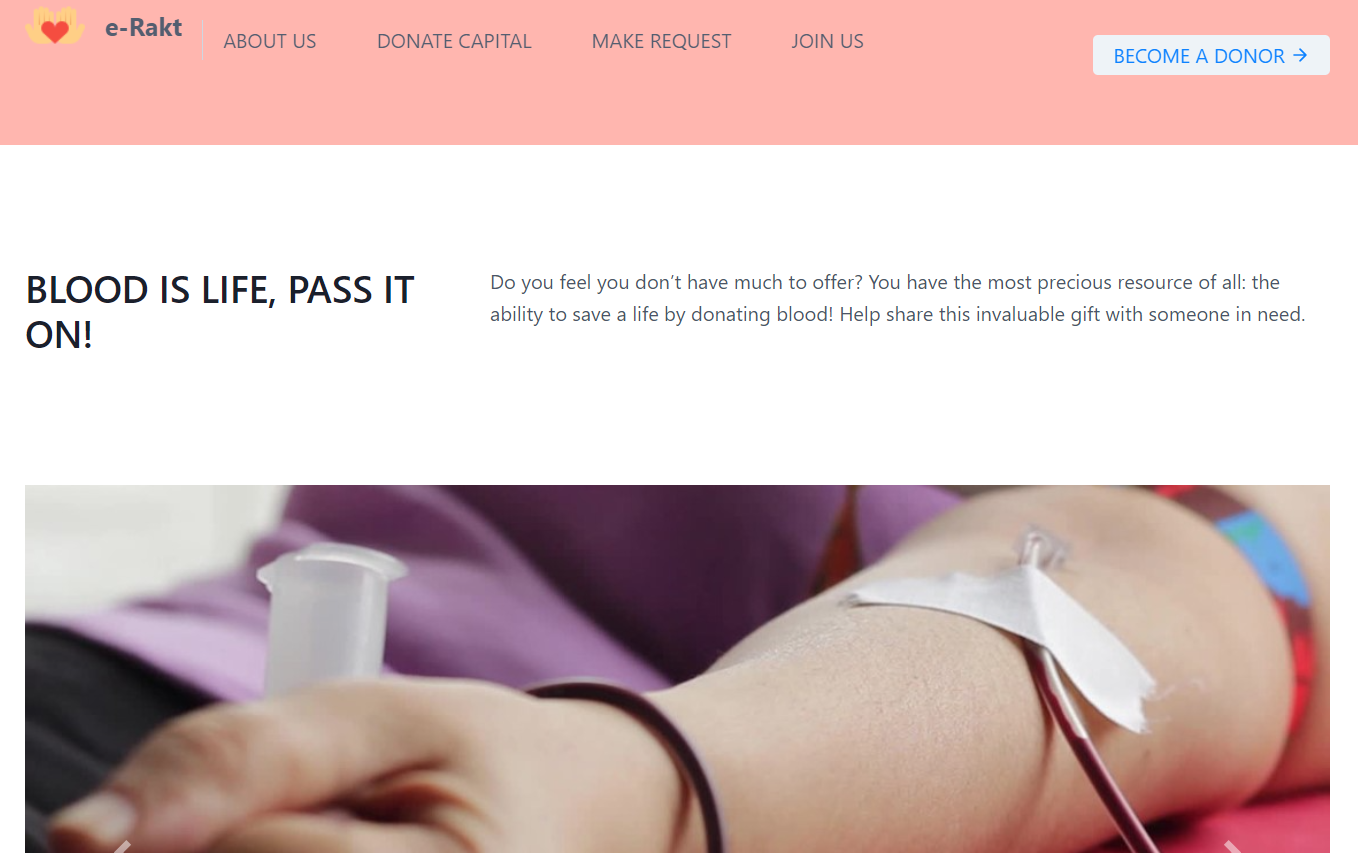 e-Rakt
ABOUT US
DONATE CAPITAL
MAKE REQUEST
JOIN US
BECOME A DONOR →
BLOOD IS LIFE, PASS IT
ON!
Do you feel you don’t have much to offer? You have the most precious resource of all: the
ability to save a life by donating blood! Help share this invaluable gift with someone in need.